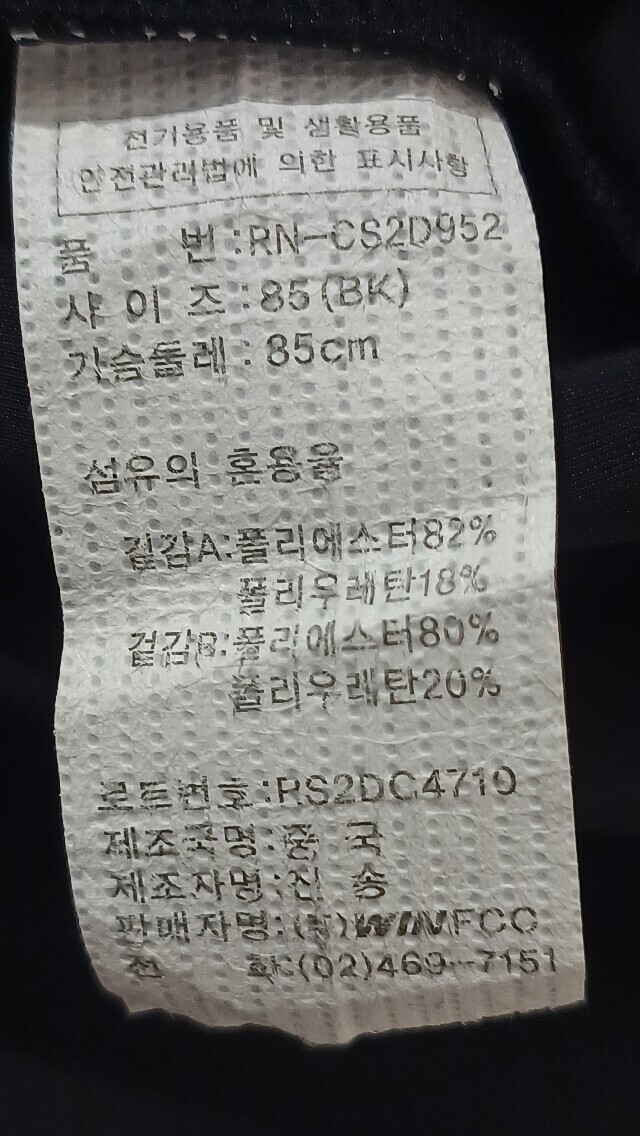 전기용품 및 생활용품
안전관리법에 의한 표시사항
품 번 : RN-CS2D952
사 이 즈 : 85(BK)
가슴둘레 : 85cm
섬유의 혼용율
겉감A:폴리에스터82%
폴리우레탄18%
겉감B:폴리에스터80%
폴리우레탄20%
로트번호:RS2DC4710
제조국명:중 국
제조자명:신 송
판매자명:(주)
전 화:(02)469-7151